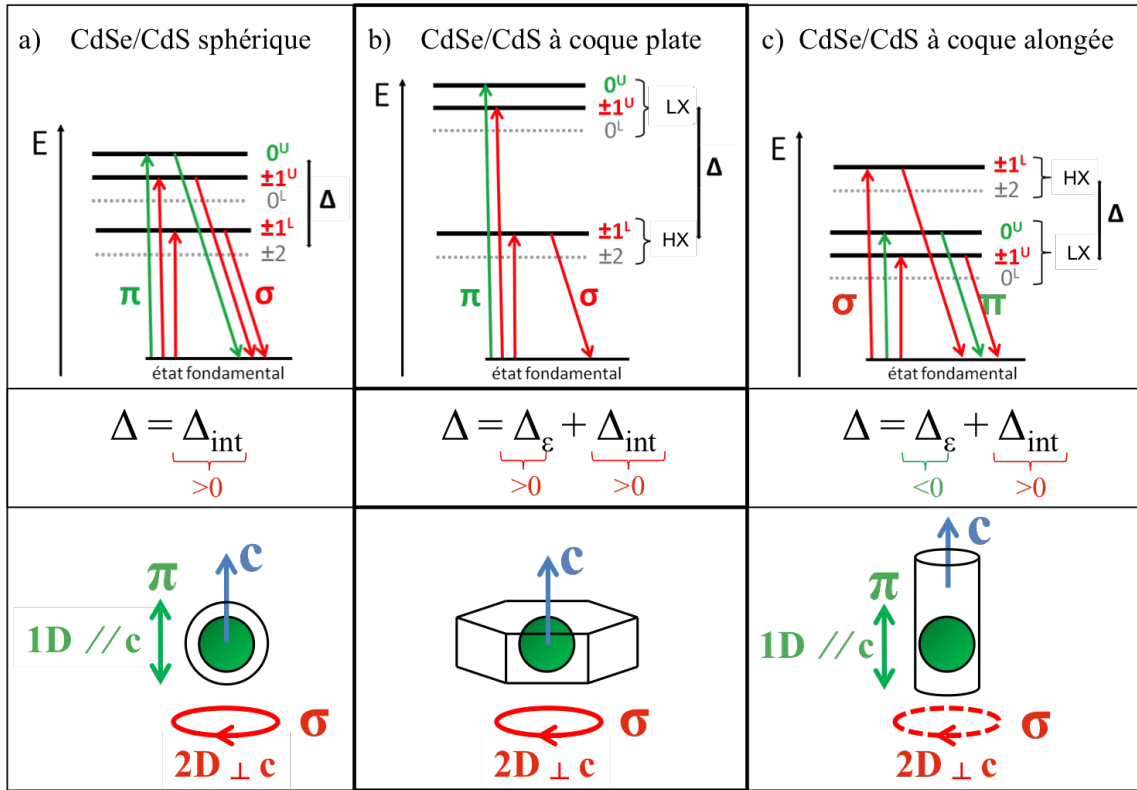 a) CdSe/CdS sphérique
E
0ᵁ
±1ᵁ
0ᴸ
±1ᴸ
±2
Δ
π
σ
état fondamental
b) CdSe/CdS à coque plate
E
0ᵁ
±1ᵁ
0ᴸ
LX
Δ
±1ᴸ
±2
HX
π
σ
état fondamental
c) CdSe/CdS à coque alongée
E
±1ᴸ
±2
HX
Δ
0ᵁ
±1ᵁ
0ᴸ
LX
σ
π
état fondamental
Δ = Δint
>0
Δ = Δε + Δint
>0 >0
Δ = Δε + Δint
<0 >0
c
π
1D // c
σ
2D ⊥ c
c
σ
2D ⊥ c
c
π
1D // c
σ
2D ⊥ c